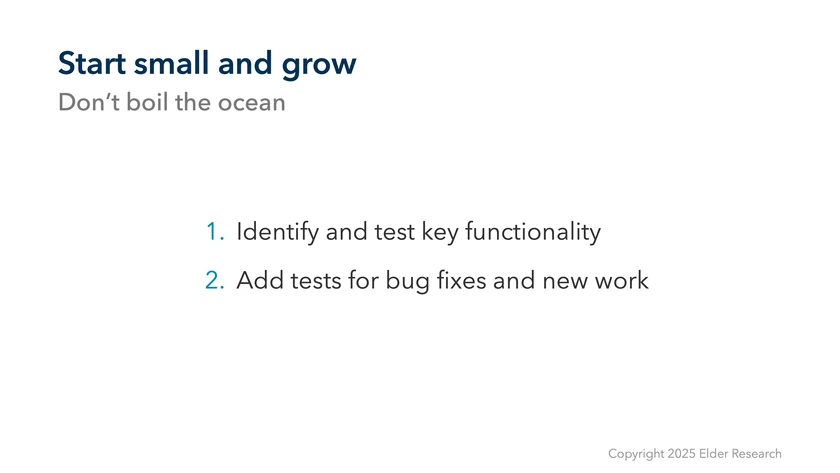 Start small and grow
Don’t boil the ocean
1. Identify and test key functionality
2. Add tests for bug fixes and new work
Copyright 2025 Elder Research